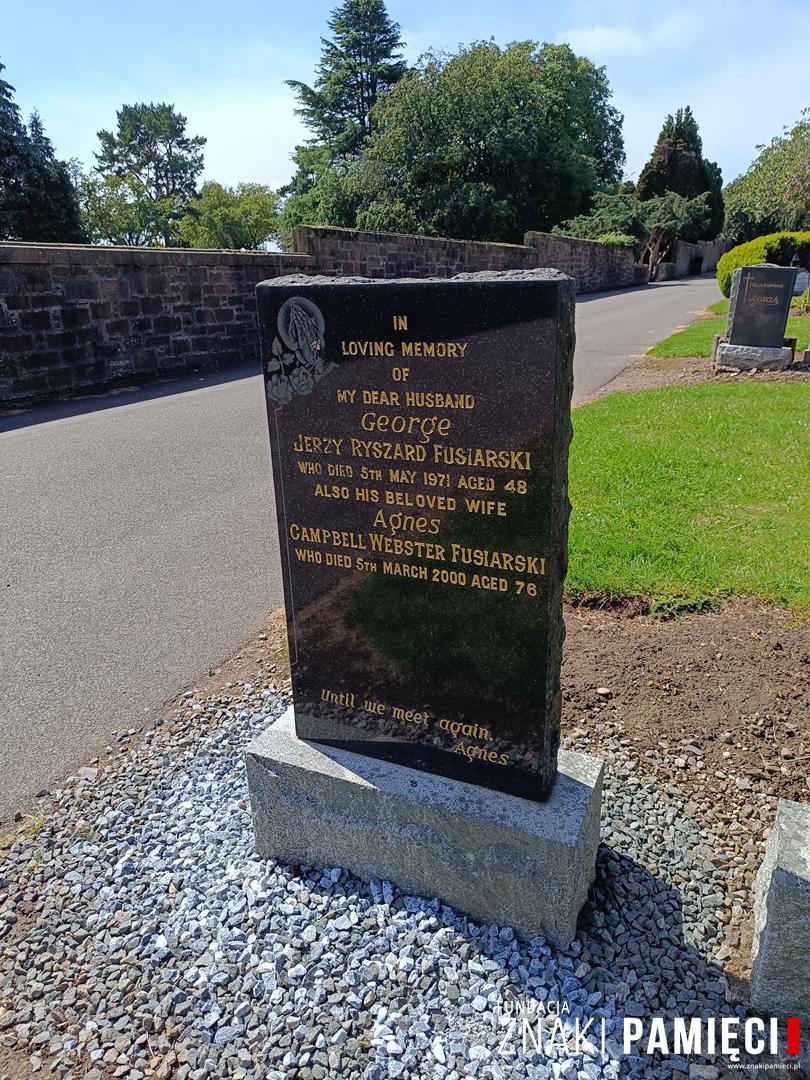 IN
LOVING MEMORY
OF
MY DEAR HUSBAND
George
JERZY RYSZARD FUSIARSKI
WHO DIED 5TH MAY 1971 AGED 48
ALSO HIS BELOVED WIFE
Agnes
CAMPBELL WEBSTER FUSIARSKI
WHO DIED 5TH MARCH 2000 AGED 76
Until we meet again.
Agnes
FUNDACJA
ZNAKI PAMIĘCI
www.znakipamieci.pl